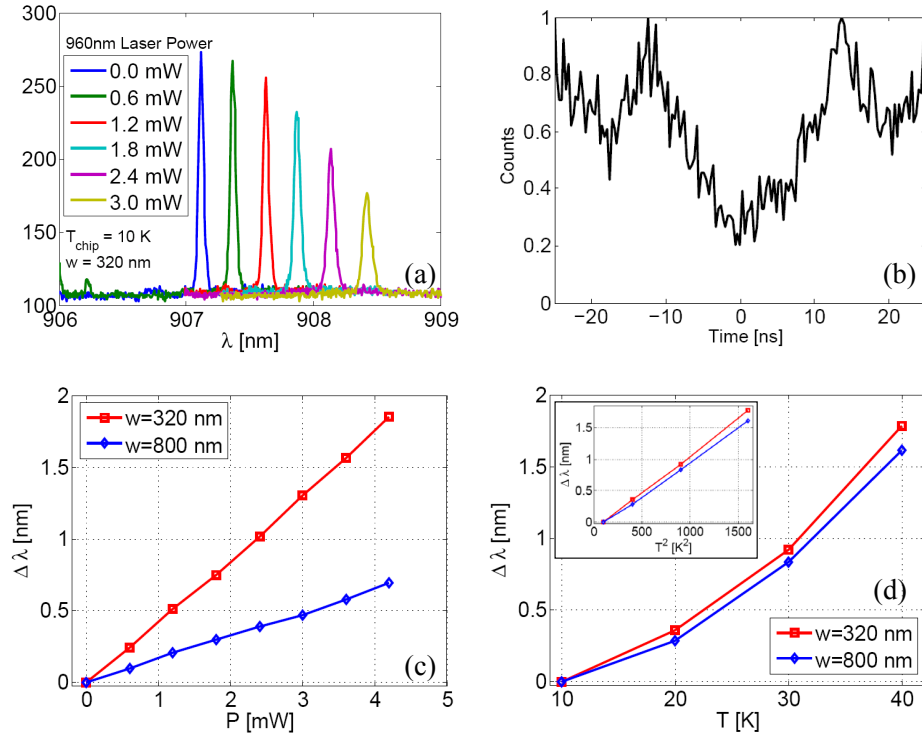 960nm Laser Power
0.0 mW
0.6 mW
1.2 mW
1.8 mW
2.4 mW
3.0 mW
T_chip = 10 K
w = 320 nm
(a)
300
250
200
150
100
906 907 908 909
λ [nm]
1
0.8
0.6
0.4
0.2
0
Counts
(b)
−20 −10 0 10 20
Time [ns]
2
1.5
1
0.5
0
Δ λ [nm]
w=320 nm
w=800 nm
(c)
0 1 2 3 4 5
P [mW]
2
1.5
1
0.5
0
Δ λ [nm]
1.5
1
0.5
0
Δ λ [nm]
0 500 1000 1500
T² [K²]
(d)
w=320 nm
w=800 nm
10 20 30 40
T [K]